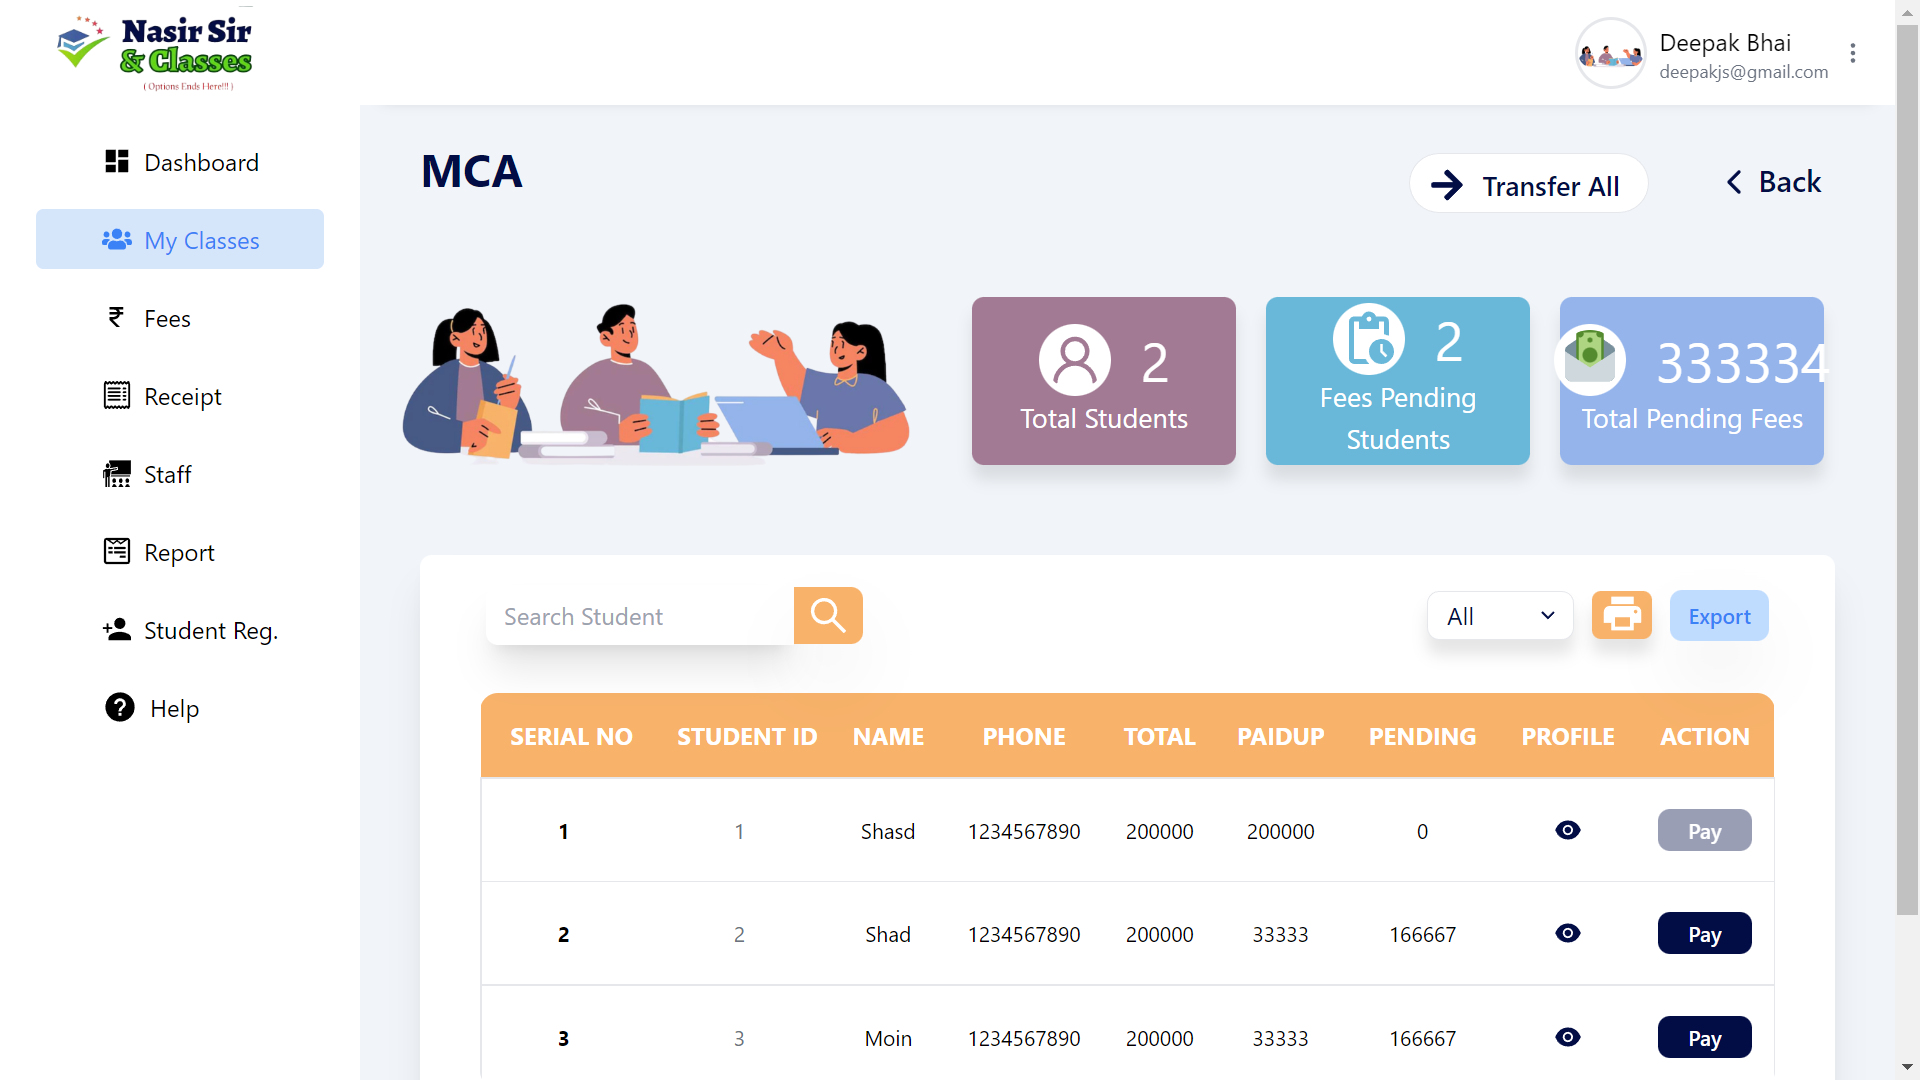 Nasir Sir
& Classes
( Options Ends Here!!! )
Deepak Bhai
deepakjs@gmail.com
Dashboard
My Classes
Fees
Receipt
Staff
Report
Student Reg.
Help
MCA
Transfer All
Back
2
Total Students
2
Fees Pending
Students
333334
Total Pending Fees
Search Student
All
Export
SERIAL NO STUDENT ID NAME PHONE TOTAL PAIDUP PENDING PROFILE ACTION
1 1 Shasd 1234567890 200000 200000 0 Pay
2 2 Shad 1234567890 200000 33333 166667 Pay
3 3 Moin 1234567890 200000 33333 166667 Pay